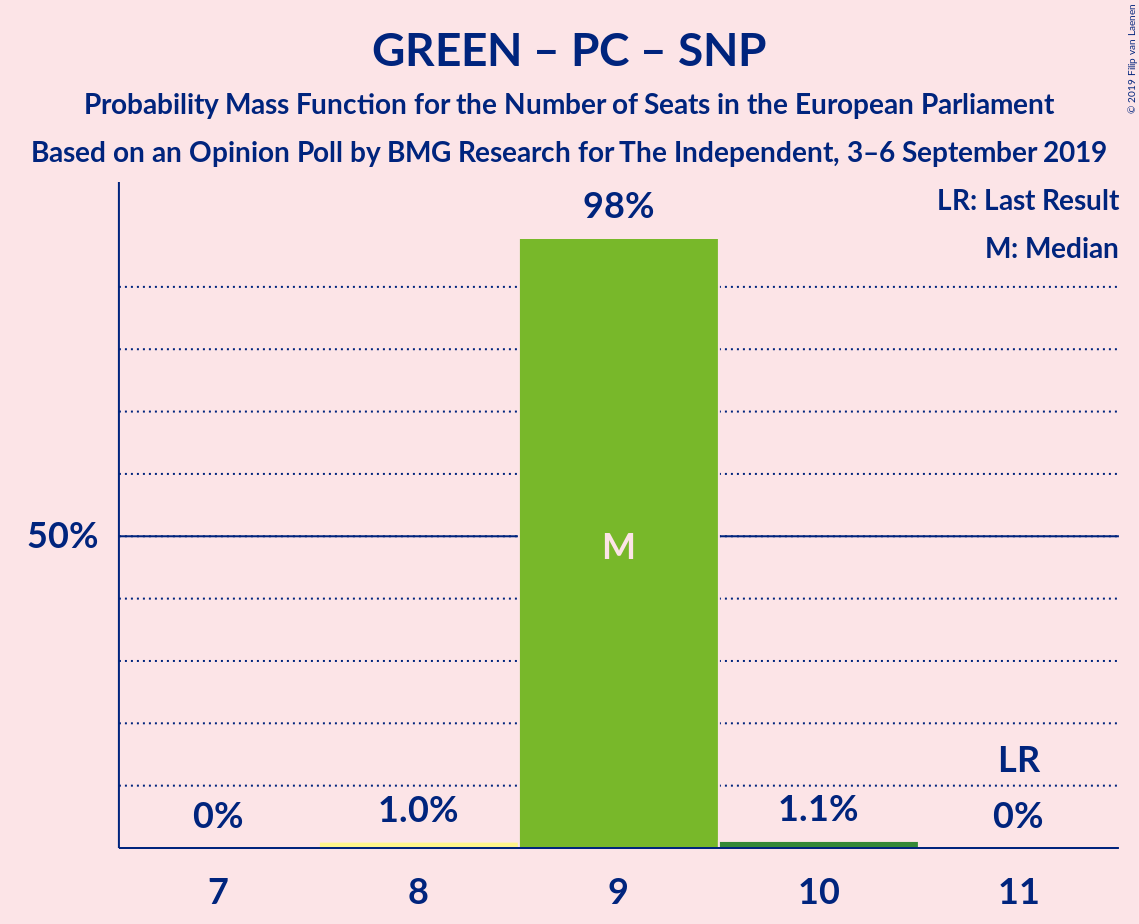 GREEN – PC – SNP
Probability Mass Function for the Number of Seats in the European Parliament
Based on an Opinion Poll by BMG Research for The Independent, 3–6 September 2019
© 2019 Filip van Laenen
LR: Last Result
M: Median
98%
50%
M
LR
0%
1.0%
1.1%
0%
7
8
9
10
11